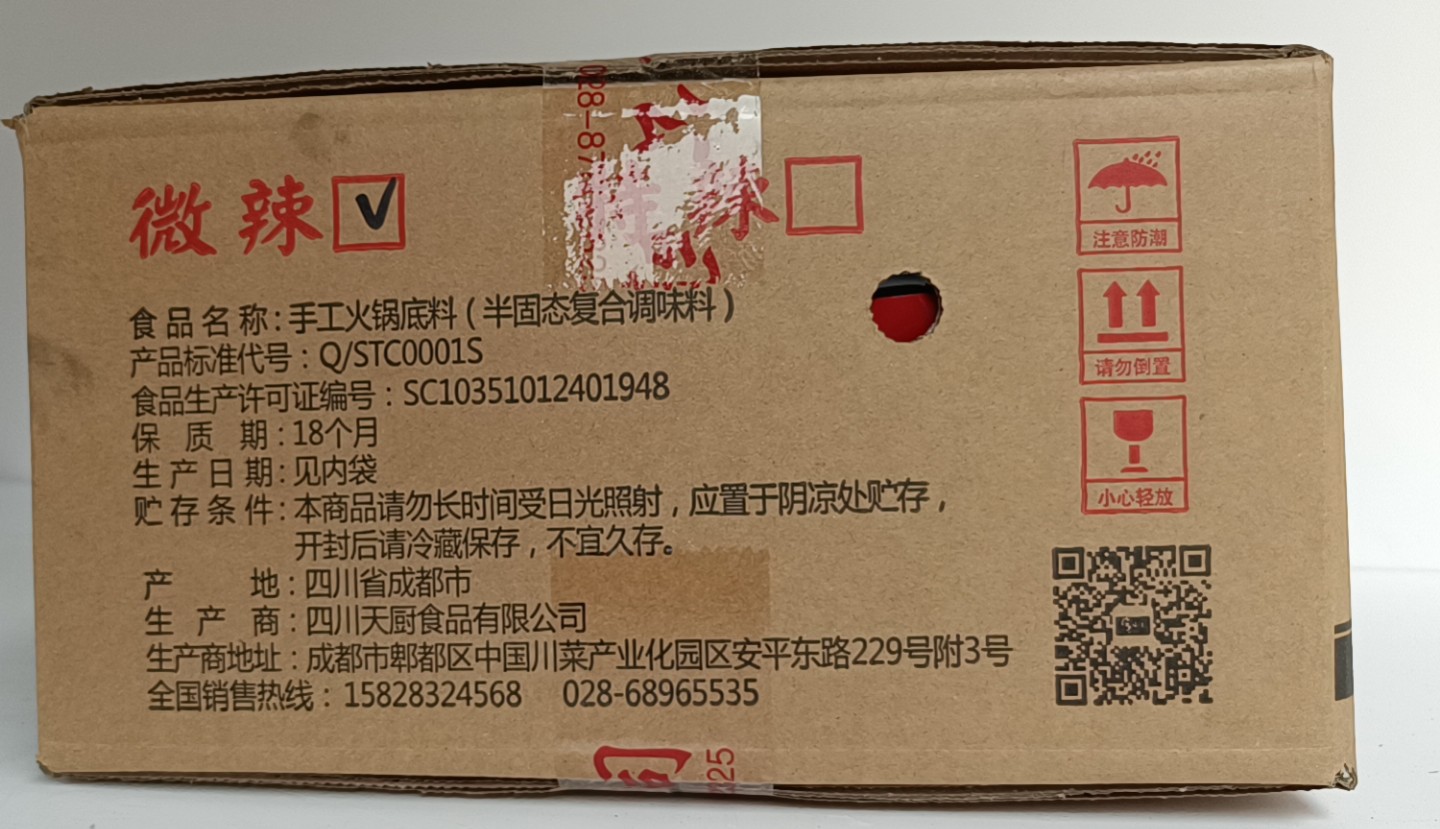 微辣
辣
028-87
食品名称：手工火锅底料（半固态复合调味料）
产品标准代号：Q/STC0001S
食品生产许可证编号：SC10351012401948
保质期：18个月
生产日期：见内袋
贮存条件：本商品请勿长时间受日光照射，应置于阴凉处贮存，
开封后请冷藏保存，不宜久存。
产地：四川省成都市
生产商：四川天厨食品有限公司
生产商地址：成都市郫都区中国川菜产业化园区安平东路229号附3号
全国销售热线：15828324568 028-68965535
注意防潮
请勿倒置
小心轻放
25